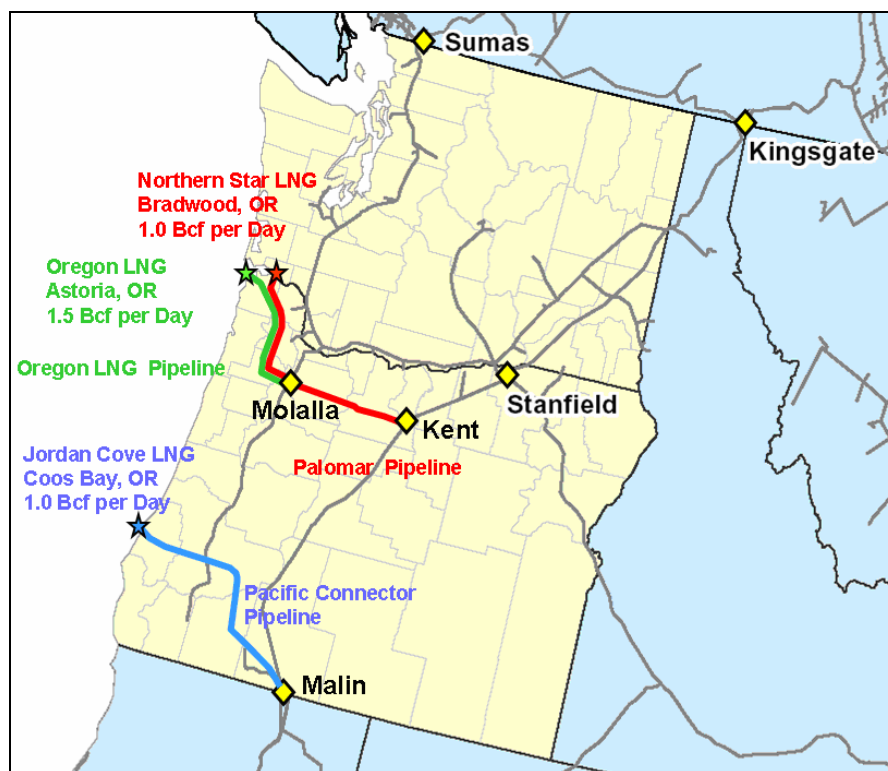 Sumas
Kingsgate
Northern Star LNG
Bradwood, OR
1.0 Bcf per Day
Oregon LNG
Astoria, OR
1.5 Bcf per Day
Oregon LNG Pipeline
Molalla
Stanfield
Kent
Palomar Pipeline
Jordan Cove LNG
Coos Bay, OR
1.0 Bcf per Day
Pacific Connector
Pipeline
Malin